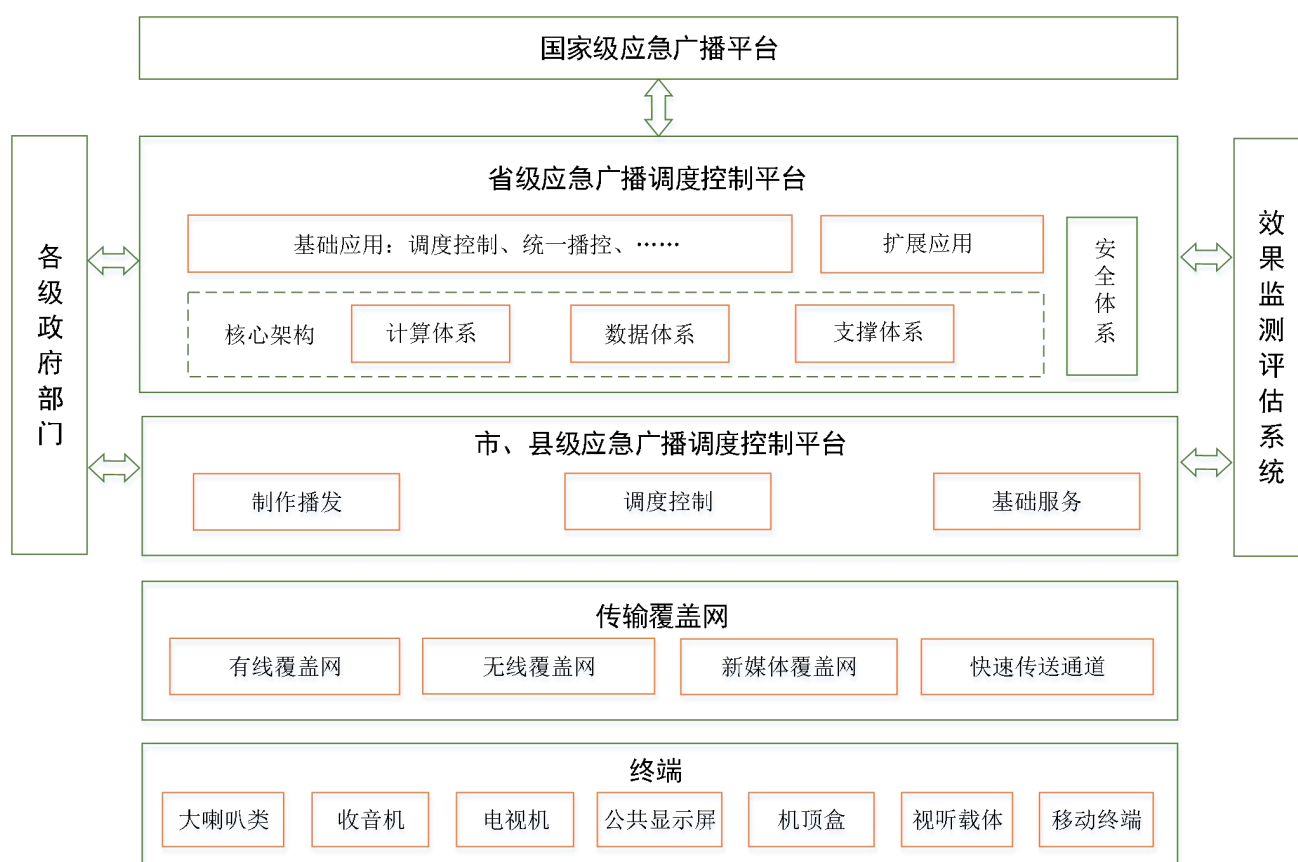 国家级应急广播平台
各级政府部门
省级应急广播调度控制平台
基础应用：调度控制、统一播控、……
扩展应用
安全体系
核心架构
计算体系
数据体系
支撑体系
效果监测评估系统
市、县级应急广播调度控制平台
制作播发
调度控制
基础服务
传输覆盖网
有线覆盖网
无线覆盖网
新媒体覆盖网
快速传送通道
终端
大喇叭类
收音机
电视机
公共显示屏
机顶盒
视听载体
移动终端